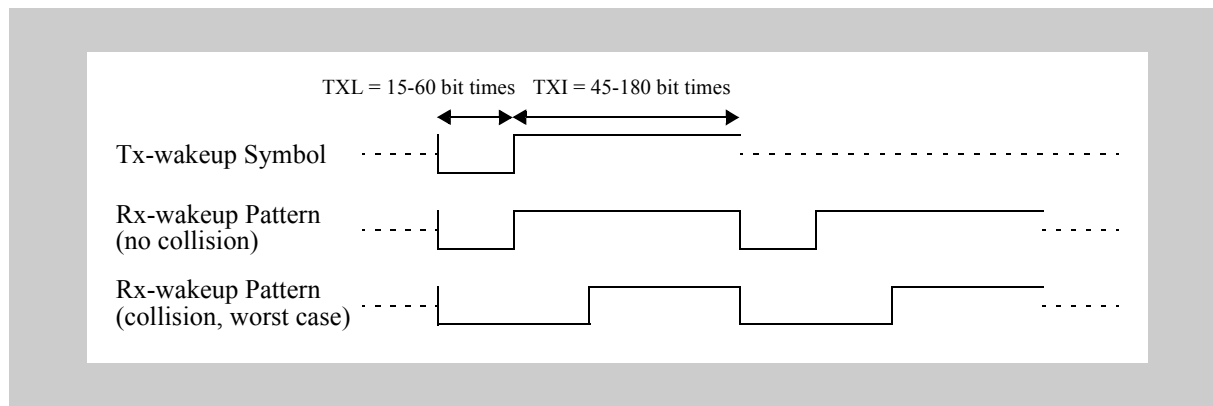 TXL = 15-60 bit times TXI = 45-180 bit times
Tx-wakeup Symbol
Rx-wakeup Pattern
(no collision)
Rx-wakeup Pattern
(collision, worst case)